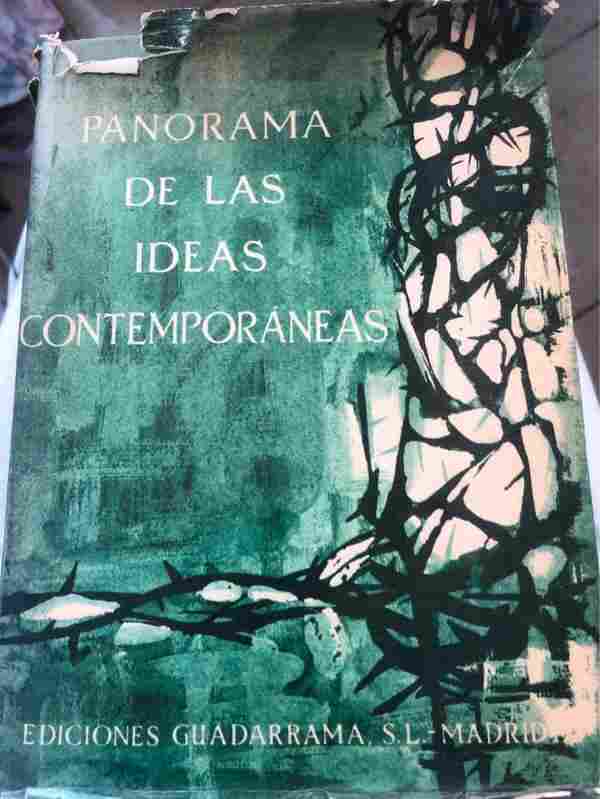 PANORAMA
DE LAS
IDEAS
CONTEMPORÁNEAS
EDICIONES GUADARRAMA, S.L.-MADRID